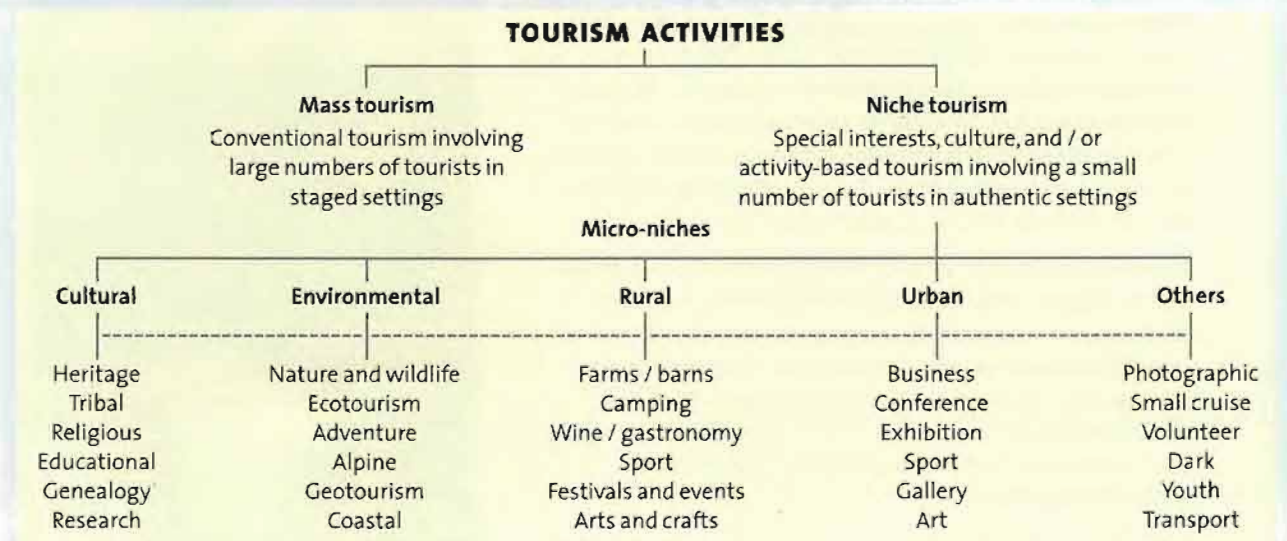 TOURISM ACTIVITIES
Mass tourism
Conventional tourism involving
large numbers of tourists in
staged settings
Niche tourism
Special interests, culture, and / or
activity-based tourism involving a small
number of tourists in authentic settings
Micro-niches
Cultural
Heritage
Tribal
Religious
Educational
Genealogy
Research
Environmental
Nature and wildlife
Ecotourism
Adventure
Alpine
Geotourism
Coastal
Rural
Farms / barns
Camping
Wine / gastronomy
Sport
Festivals and events
Arts and crafts
Urban
Business
Conference
Exhibition
Sport
Gallery
Art
Others
Photographic
Small cruise
Volunteer
Dark
Youth
Transport